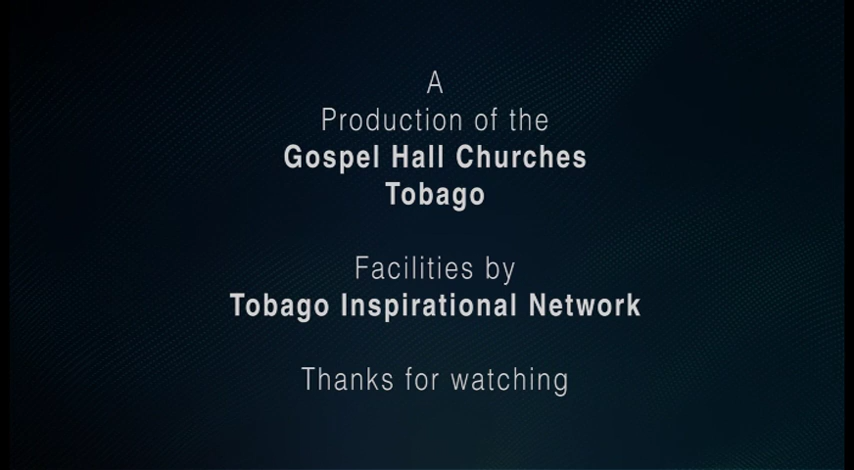 A
Production of the
Gospel Hall Churches
Tobago
Facilities by
Tobago Inspirational Network
Thanks for watching